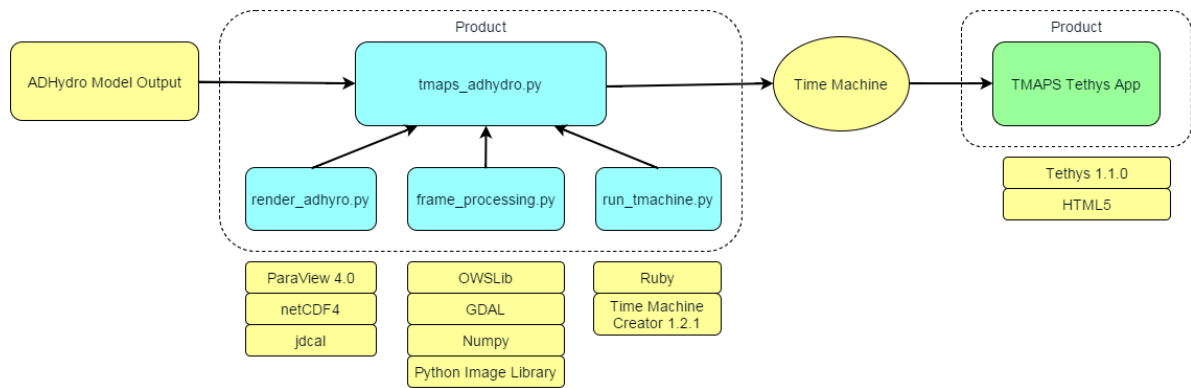 Product
Product
ADHydro Model Output
tmaps_adhydro.py
Time Machine
TMAPS Tethys App
render_adhyro.py
frame_processing.py
run_tmachine.py
Tethys 1.1.0
HTML5
ParaView 4.0
netCDF4
jdcal
OWSLib
GDAL
Numpy
Python Image Library
Ruby
Time Machine
Creator 1.2.1